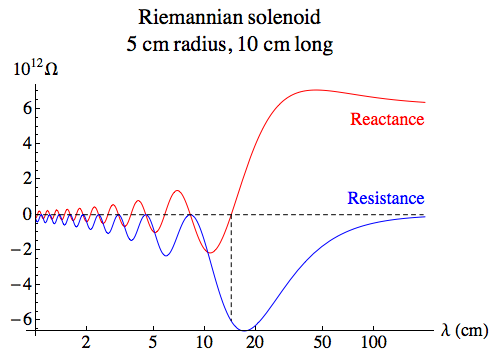 Riemannian solenoid
5 cm radius, 10 cm long
10¹²Ω
6
Reactance
4
2
Resistance
0
−2
−4
−6
λ (cm)
2 5 10 20 50 100